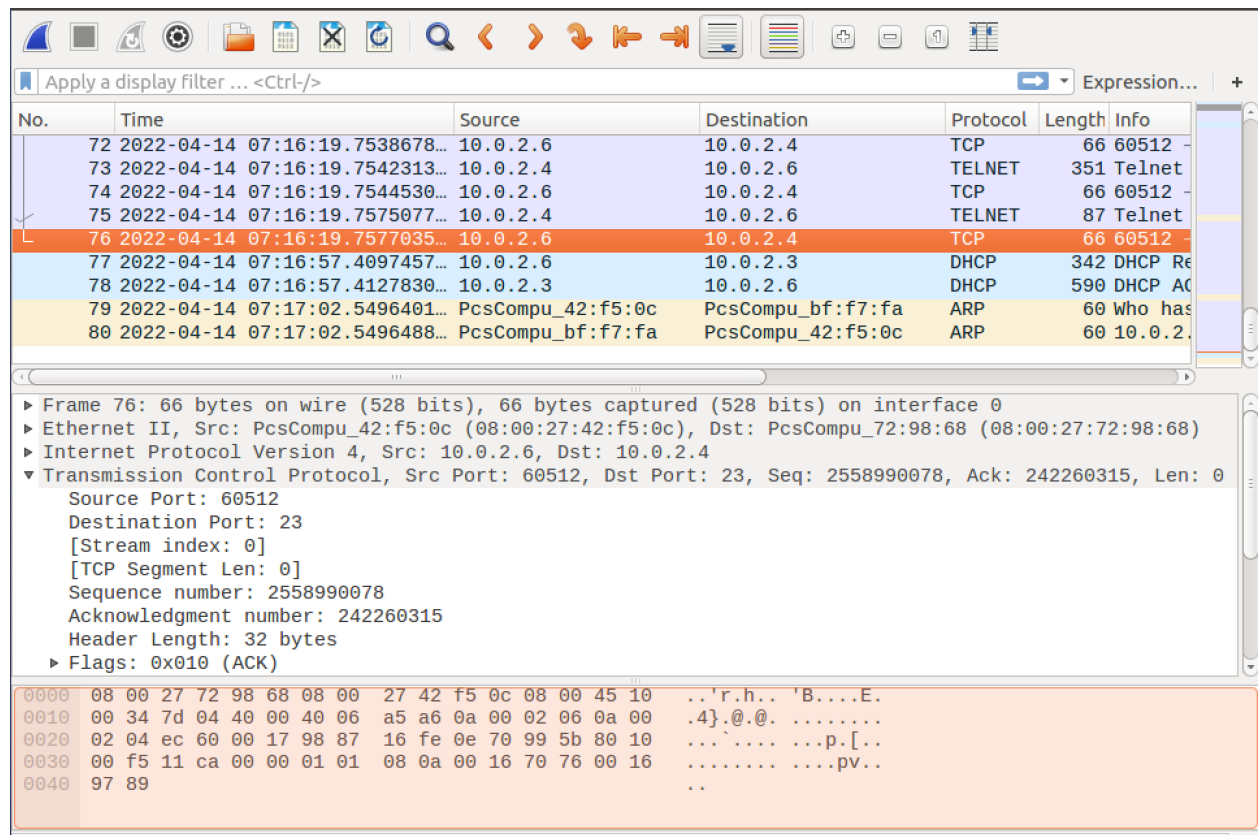 Apply a display filter ... <Ctrl-/> Expression... +
No. Time Source Destination Protocol Length Info
72 2022-04-14 07:16:19.7538678… 10.0.2.6 10.0.2.4 TCP 66 60512 -
73 2022-04-14 07:16:19.7542313… 10.0.2.4 10.0.2.6 TELNET 351 Telnet
74 2022-04-14 07:16:19.7544530… 10.0.2.6 10.0.2.4 TCP 66 60512 -
75 2022-04-14 07:16:19.7575077… 10.0.2.4 10.0.2.6 TELNET 87 Telnet
76 2022-04-14 07:16:19.7577035… 10.0.2.6 10.0.2.4 TCP 66 60512 -
77 2022-04-14 07:16:57.4097457… 10.0.2.6 10.0.2.3 DHCP 342 DHCP Re
78 2022-04-14 07:16:57.4127830… 10.0.2.3 10.0.2.6 DHCP 590 DHCP AC
79 2022-04-14 07:17:02.5496401… PcsCompu_42:f5:0c PcsCompu_bf:f7:fa ARP 60 Who has
80 2022-04-14 07:17:02.5496488… PcsCompu_bf:f7:fa PcsCompu_42:f5:0c ARP 60 10.0.2.
Frame 76: 66 bytes on wire (528 bits), 66 bytes captured (528 bits) on interface 0
Ethernet II, Src: PcsCompu_42:f5:0c (08:00:27:42:f5:0c), Dst: PcsCompu_72:98:68 (08:00:27:72:98:68)
Internet Protocol Version 4, Src: 10.0.2.6, Dst: 10.0.2.4
Transmission Control Protocol, Src Port: 60512, Dst Port: 23, Seq: 2558990078, Ack: 242260315, Len: 0
Source Port: 60512
Destination Port: 23
[Stream index: 0]
[TCP Segment Len: 0]
Sequence number: 2558990078
Acknowledgment number: 242260315
Header Length: 32 bytes
Flags: 0x010 (ACK)
0000 08 00 27 72 98 68 08 00 27 42 f5 0c 08 00 45 10 ..'r.h.. 'B....E.
0010 00 34 7d 04 40 00 40 06 a5 a6 0a 00 02 06 0a 00 .4}.@.@. ........
0020 02 04 ec 60 00 17 98 87 16 fe 0e 70 99 5b 80 10 ...`.... ...p.[..
0030 00 f5 11 ca 00 00 01 01 08 0a 00 16 70 76 00 16 ........ ....pv..
0040 97 89 ..